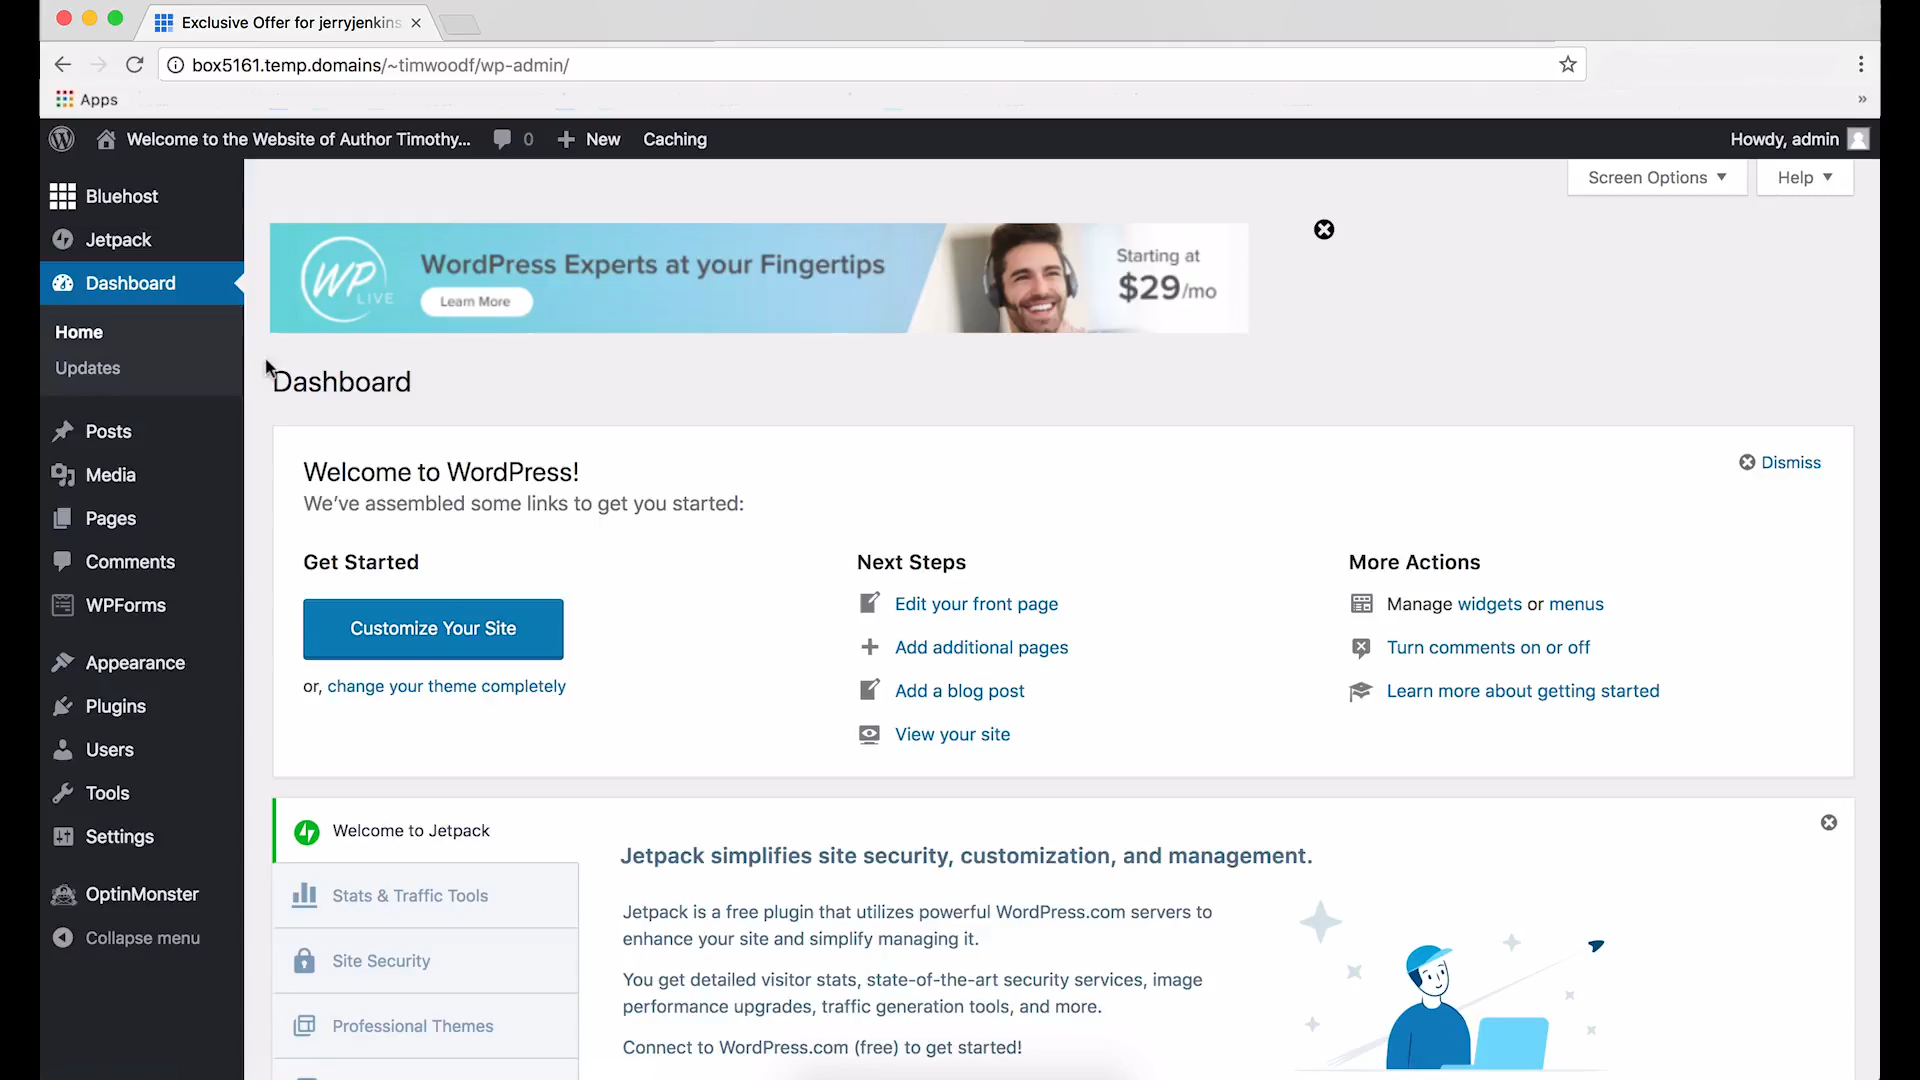 Exclusive Offer for jerryjenkins
box5161.temp.domains/~timwoodf/wp-admin/
Apps
»
Welcome to the Website of Author Timothy...
0
New
Caching
Howdy, admin
Screen Options
Help
Bluehost
Jetpack
Dashboard
Home
Updates
Posts
Media
Pages
Comments
WPForms
Appearance
Plugins
Users
Tools
Settings
OptinMonster
Collapse menu
WP LIVE
WordPress Experts at your Fingertips
Learn More
Starting at
$29/mo
Dashboard
Welcome to WordPress!
Dismiss
We've assembled some links to get you started:
Get Started
Customize Your Site
or, change your theme completely
Next Steps
Edit your front page
Add additional pages
Add a blog post
View your site
More Actions
Manage widgets or menus
Turn comments on or off
Learn more about getting started
Welcome to Jetpack
Stats & Traffic Tools
Site Security
Professional Themes
Jetpack simplifies site security, customization, and management.
Jetpack is a free plugin that utilizes powerful WordPress.com servers to
enhance your site and simplify managing it.
You get detailed visitor stats, state-of-the-art security services, image
performance upgrades, traffic generation tools, and more.
Connect to WordPress.com (free) to get started!